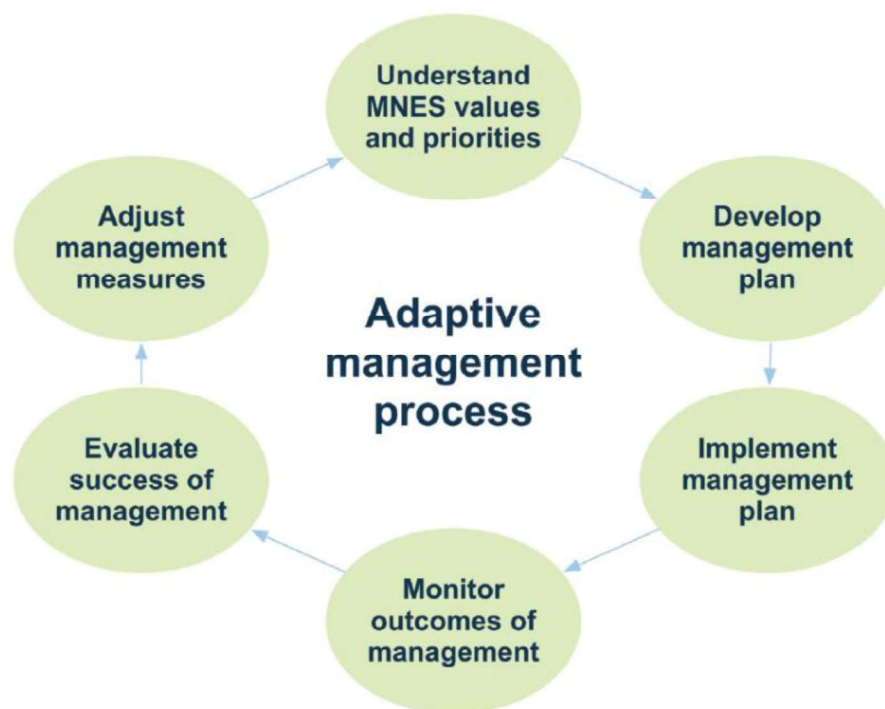 Understand
MNES values
and priorities
Develop
management
plan
Implement
management
plan
Monitor
outcomes of
management
Evaluate
success of
management
Adjust
management
measures
Adaptive
management
process